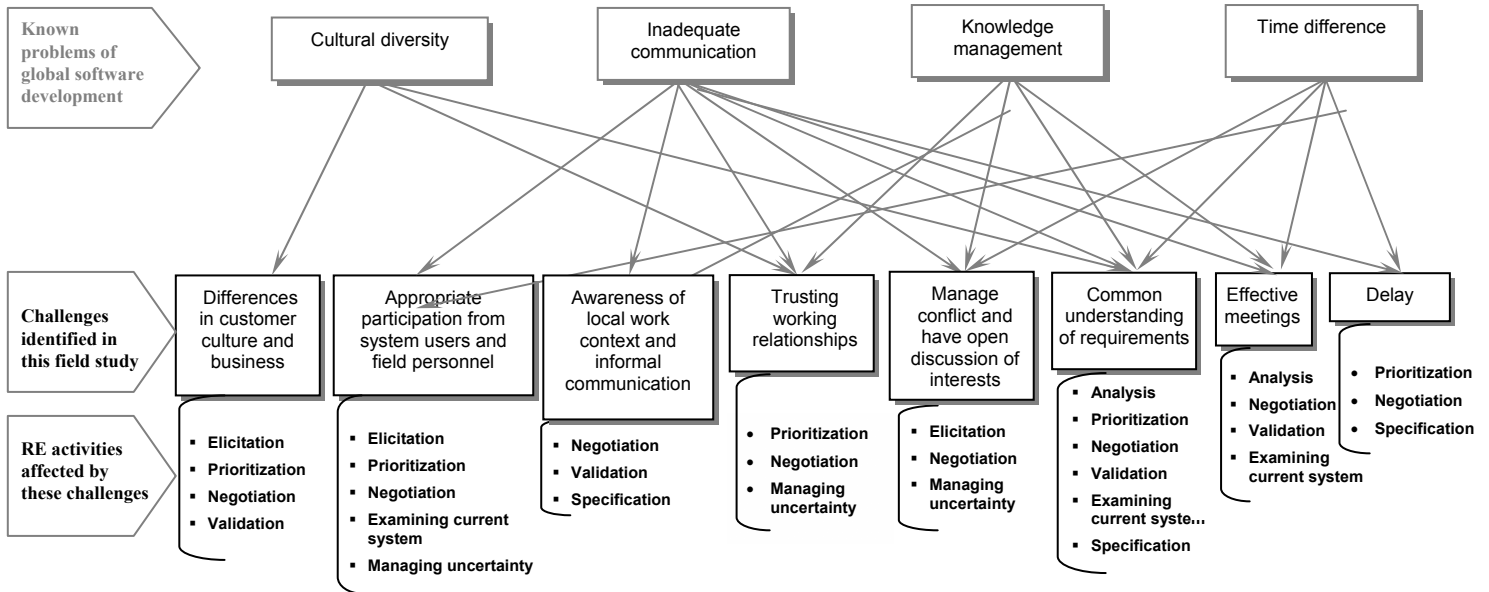 Known
problems of
global software
development
Cultural diversity
Inadequate
communication
Knowledge
management
Time difference
Challenges
identified in
this field study
Differences
in customer
culture and
business
Appropriate
participation from
system users and
field personnel
Awareness of
local work
context and
informal
communication
Trusting
working
relationships
Manage
conflict and
have open
discussion of
interests
Common
understanding
of requirements
Effective
meetings
Delay
RE activities
affected by
these challenges
▪ Elicitation
▪ Prioritization
▪ Negotiation
▪ Validation
▪ Elicitation
▪ Prioritization
▪ Negotiation
▪ Examining current
system
▪ Managing uncertainty
▪ Negotiation
▪ Validation
▪ Specification
• Prioritization
• Negotiation
• Managing
uncertainty
▪ Elicitation
▪ Negotiation
▪ Managing
uncertainty
▪ Analysis
▪ Prioritization
▪ Negotiation
▪ Validation
▪ Examining
current syste...
▪ Specification
▪ Analysis
▪ Negotiation
▪ Validation
▪ Examining
current system
• Prioritization
• Negotiation
• Specification